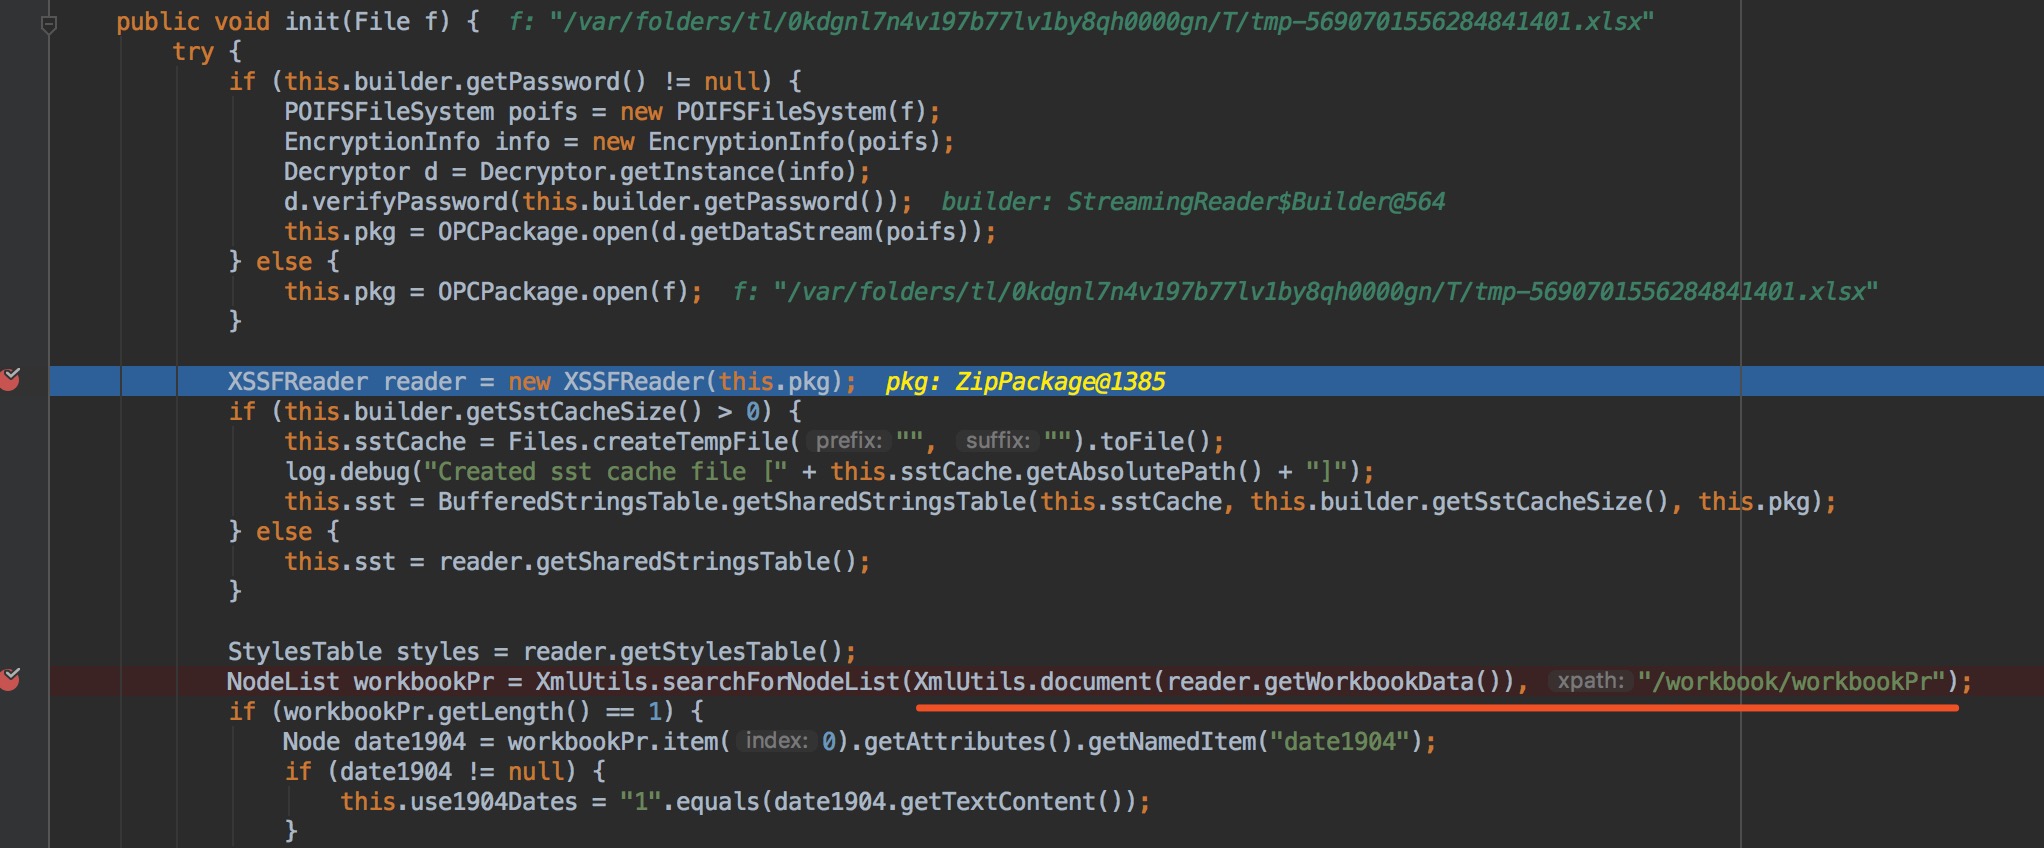 public void init(File f) {  f: "/var/folders/tl/0kdgnl7n4v197b77lv1by8qh0000gn/T/tmp-5690701556284841401.xlsx"
try {
if (this.builder.getPassword() != null) {
POIFSFileSystem poifs = new POIFSFileSystem(f);
EncryptionInfo info = new EncryptionInfo(poifs);
Decryptor d = Decryptor.getInstance(info);
d.verifyPassword(this.builder.getPassword());  builder: StreamingReader$Builder@564
this.pkg = OPCPackage.open(d.getDataStream(poifs));
} else {
this.pkg = OPCPackage.open(f);  f: "/var/folders/tl/0kdgnl7n4v197b77lv1by8qh0000gn/T/tmp-5690701556284841401.xlsx"
}
XSSFReader reader = new XSSFReader(this.pkg);  pkg: ZipPackage@1385
if (this.builder.getSstCacheSize() > 0) {
this.sstCache = Files.createTempFile( prefix: "", suffix: "").toFile();
log.debug("Created sst cache file [" + this.sstCache.getAbsolutePath() + "]");
this.sst = BufferedStringsTable.getSharedStringsTable(this.sstCache, this.builder.getSstCacheSize(), this.pkg);
} else {
this.sst = reader.getSharedStringsTable();
}
StylesTable styles = reader.getStylesTable();
NodeList workbookPr = XmlUtils.searchForNodeList(XmlUtils.document(reader.getWorkbookData()), xpath: "/workbook/workbookPr");
if (workbookPr.getLength() == 1) {
Node date1904 = workbookPr.item( index: 0).getAttributes().getNamedItem("date1904");
if (date1904 != null) {
this.use1904Dates = "1".equals(date1904.getTextContent());
}